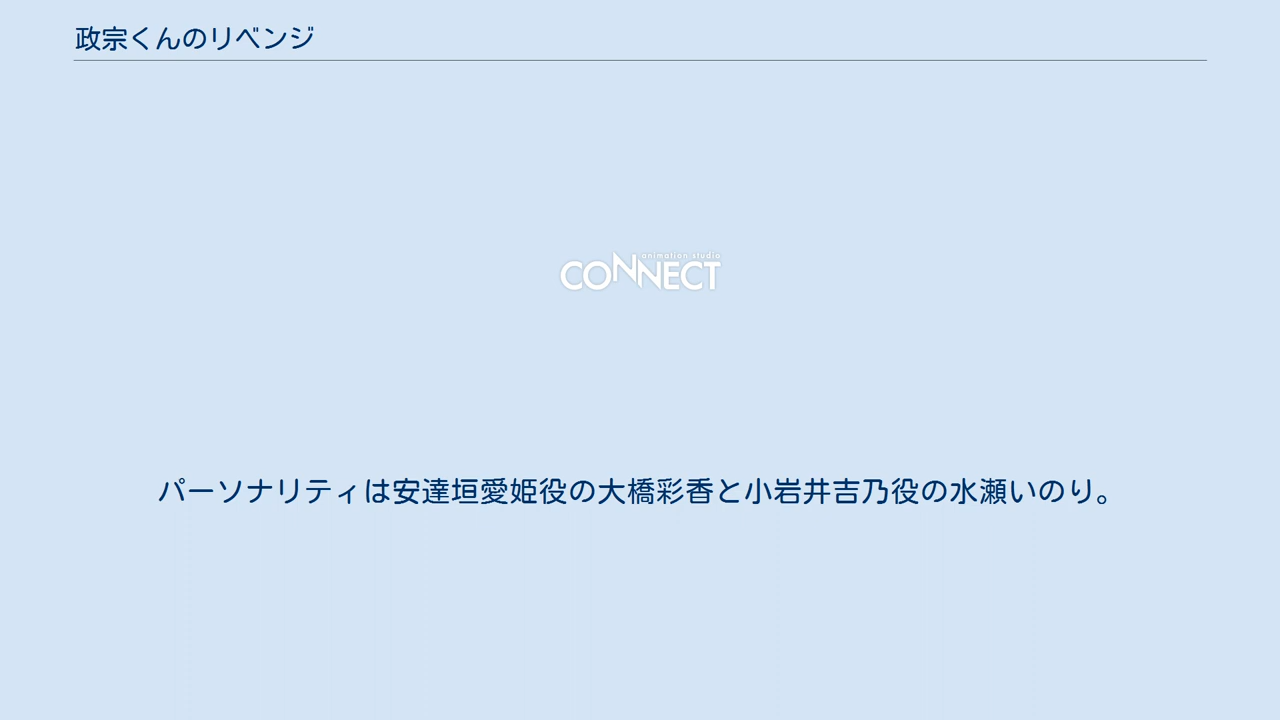 政宗くんのリベンジ
animation studio
CONNECT
パーソナリティは安達垣愛姫役の大橋彩香と小岩井吉乃役の水瀬いのり。